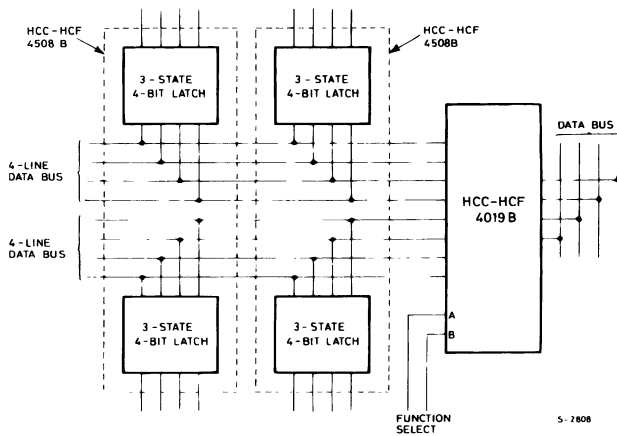 HCC-HCF
4508 B
HCC-HCF
4508B
3-STATE
4-BIT LATCH
3-STATE
4-BIT LATCH
DATA BUS
4-LINE
DATA BUS
HCC-HCF
4019 B
4-LINE
DATA BUS
3-STATE
4-BIT LATCH
3-STATE
4-BIT LATCH
A
B
FUNCTION
SELECT
S-2808